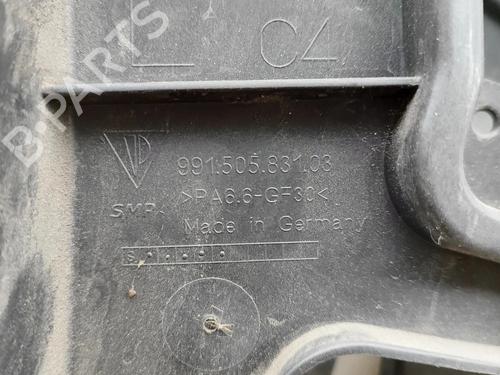 C4
991.505.831.03
>PA6.6-GF30<
SMP
Made in Germany
B-PARTS